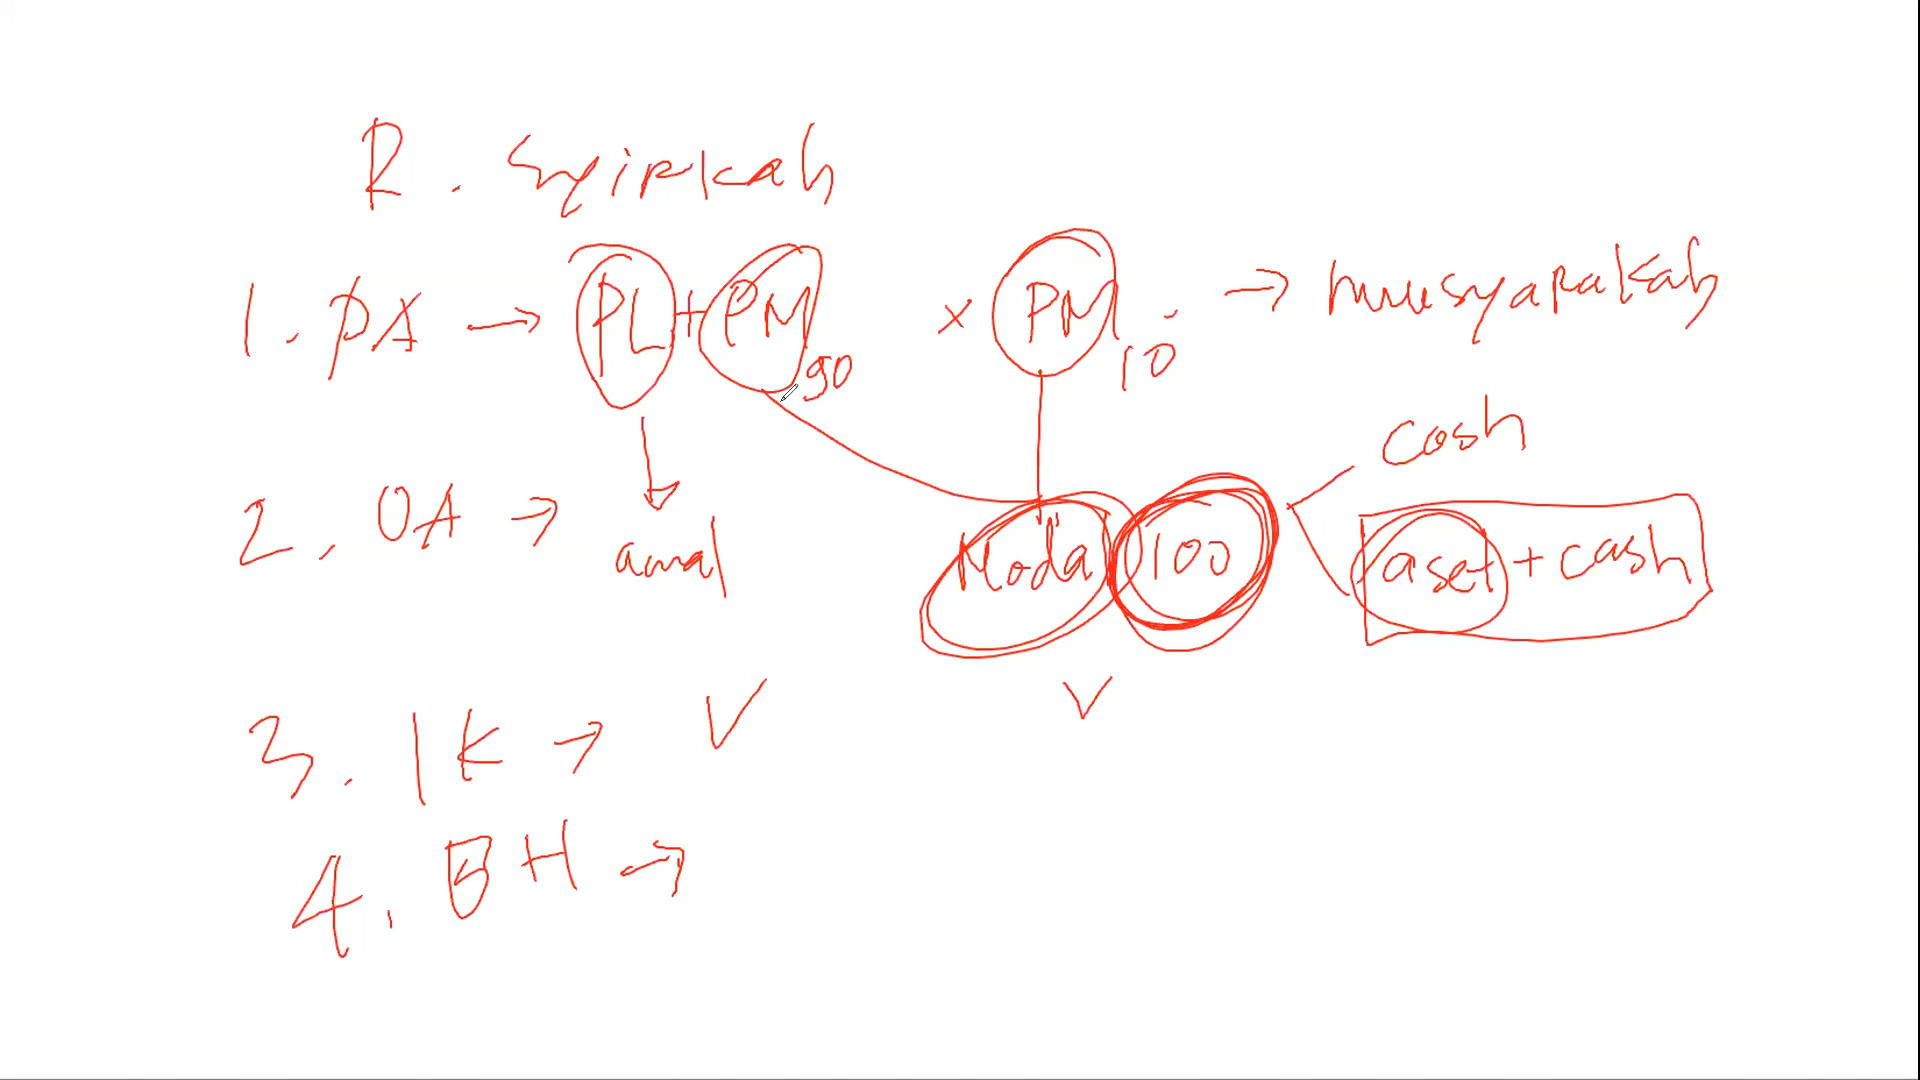 R. Syirkah
1. PA → PL + PM 90 x PM 10 → musyarakah
cash
2. OA → amal Modal 100 aset + cash
3. IK → V V
4. BH →